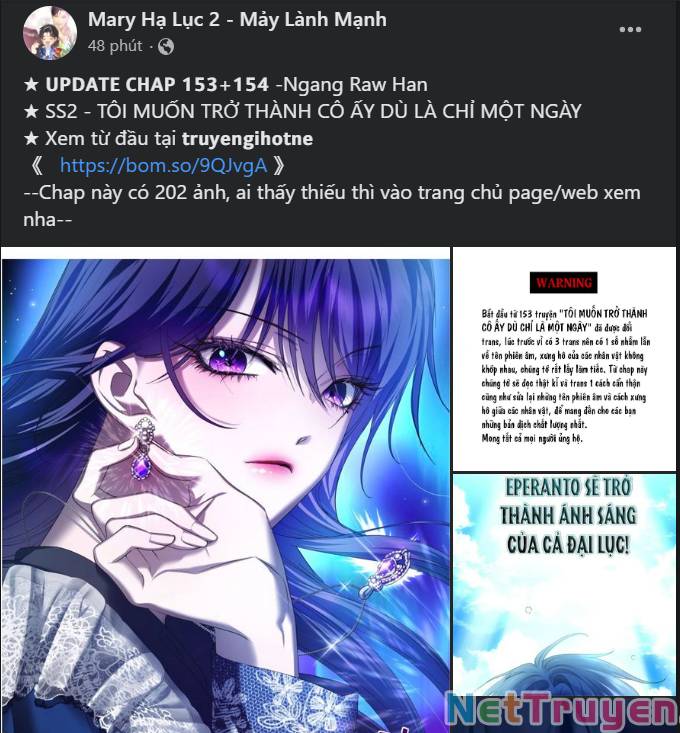 Mary Hạ Lục 2 - Mảy Lành Mạnh
48 phút ·
★ UPDATE CHAP 153+154 -Ngang Raw Han
★ SS2 - TÔI MUỐN TRỞ THÀNH CÔ ẤY DÙ LÀ CHỈ MỘT NGÀY
★ Xem từ đầu tại truyengihotne
《 https://bom.so/9QJvgA 》
--Chap này có 202 ảnh, ai thấy thiếu thì vào trang chủ page/web xem
nha--
WARNING
Bắt đầu từ 153 truyện "TÔI MUỐN TRỞ THÀNH
CÔ ẤY DÙ CHỈ LÀ MỘT NGÀY" đã được đổi
trans, lúc trước vì có 3 trans nên có 1 số nhầm lẫn
về tên phiên âm, xưng hô của các nhân vật không
khớp nhau, chúng tớ rất lấy làm tiếc. Từ chap này
chúng tớ sẽ đọc thật kĩ và trans 1 cách cẩn thận
cũng như sửa lại những tên phiên âm và cách xưng
hô giữa các nhân vật, để mang đến cho các bạn
những bản dịch chất lượng nhất.
Mong tất cả mọi người ủng hộ.
EPERANTO SẼ TRỞ
THÀNH ÁNH SÁNG
CỦA CẢ ĐẠI LỤC!
NetTruyen